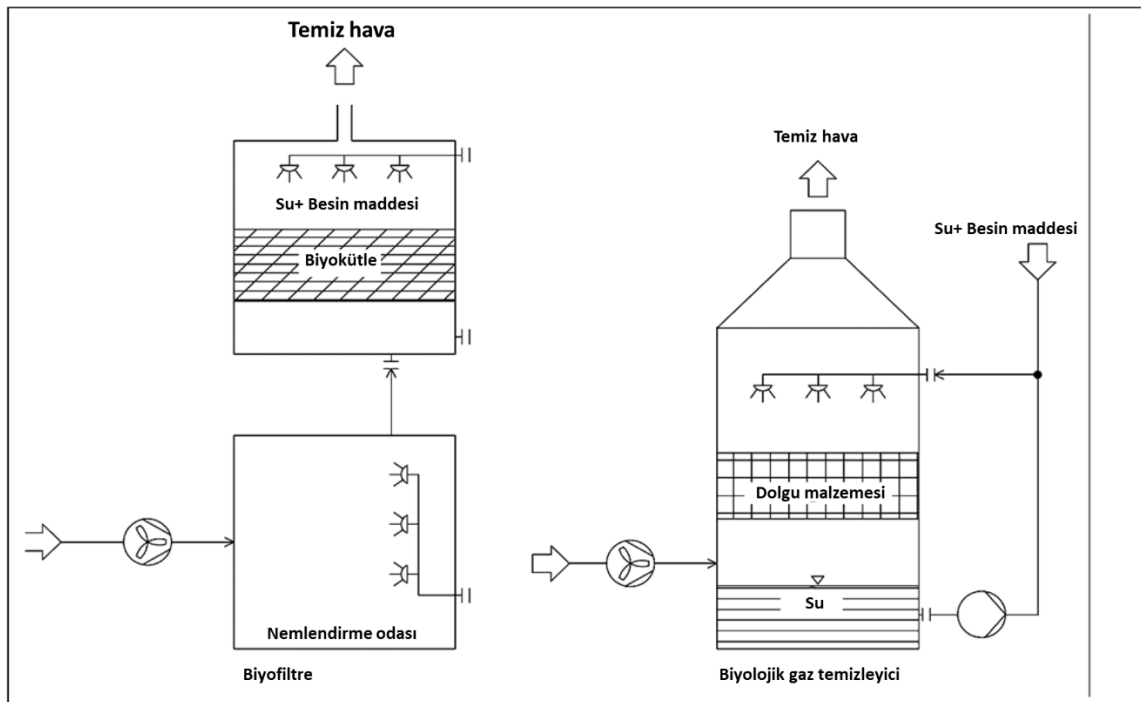 Temiz hava
Su+ Besin maddesi
Biyokütle
Nemlendirme odası
Biyofiltre
Temiz hava
Su+ Besin maddesi
Dolgu malzemesi
Su
Biyolojik gaz temizleyici